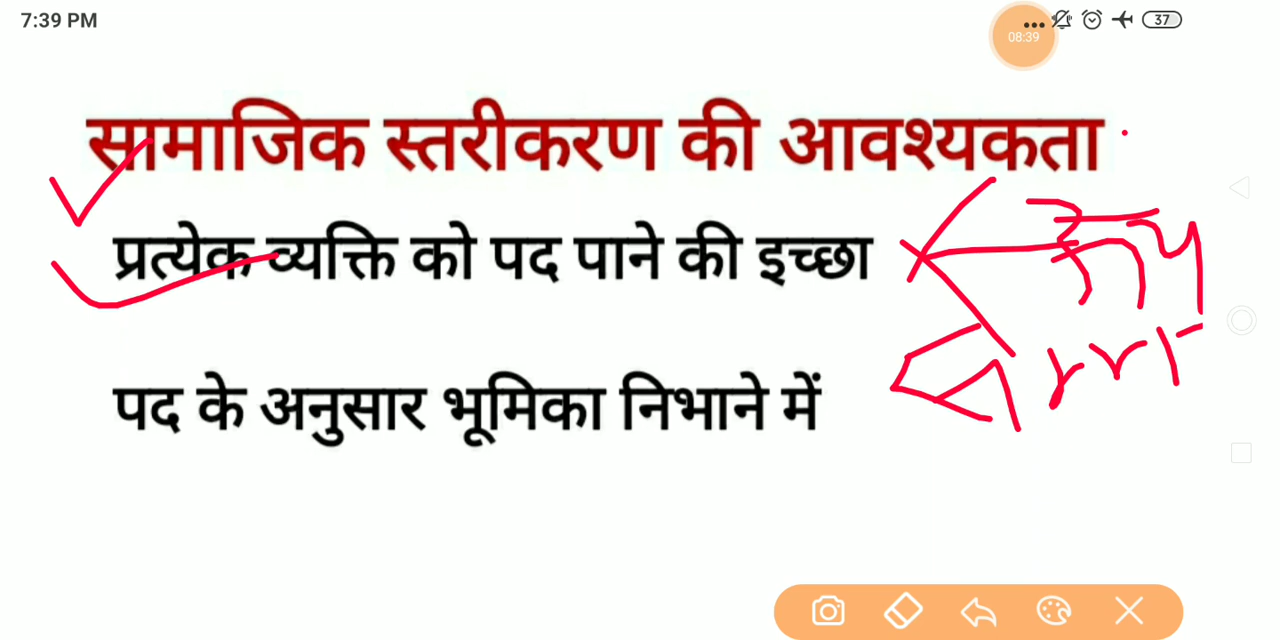 7:39 PM
37
08:39
सामाजिक स्तरीकरण की आवश्यकता
प्रत्येक व्यक्ति को पद पाने की इच्छा
पद के अनुसार भूमिका निभाने में